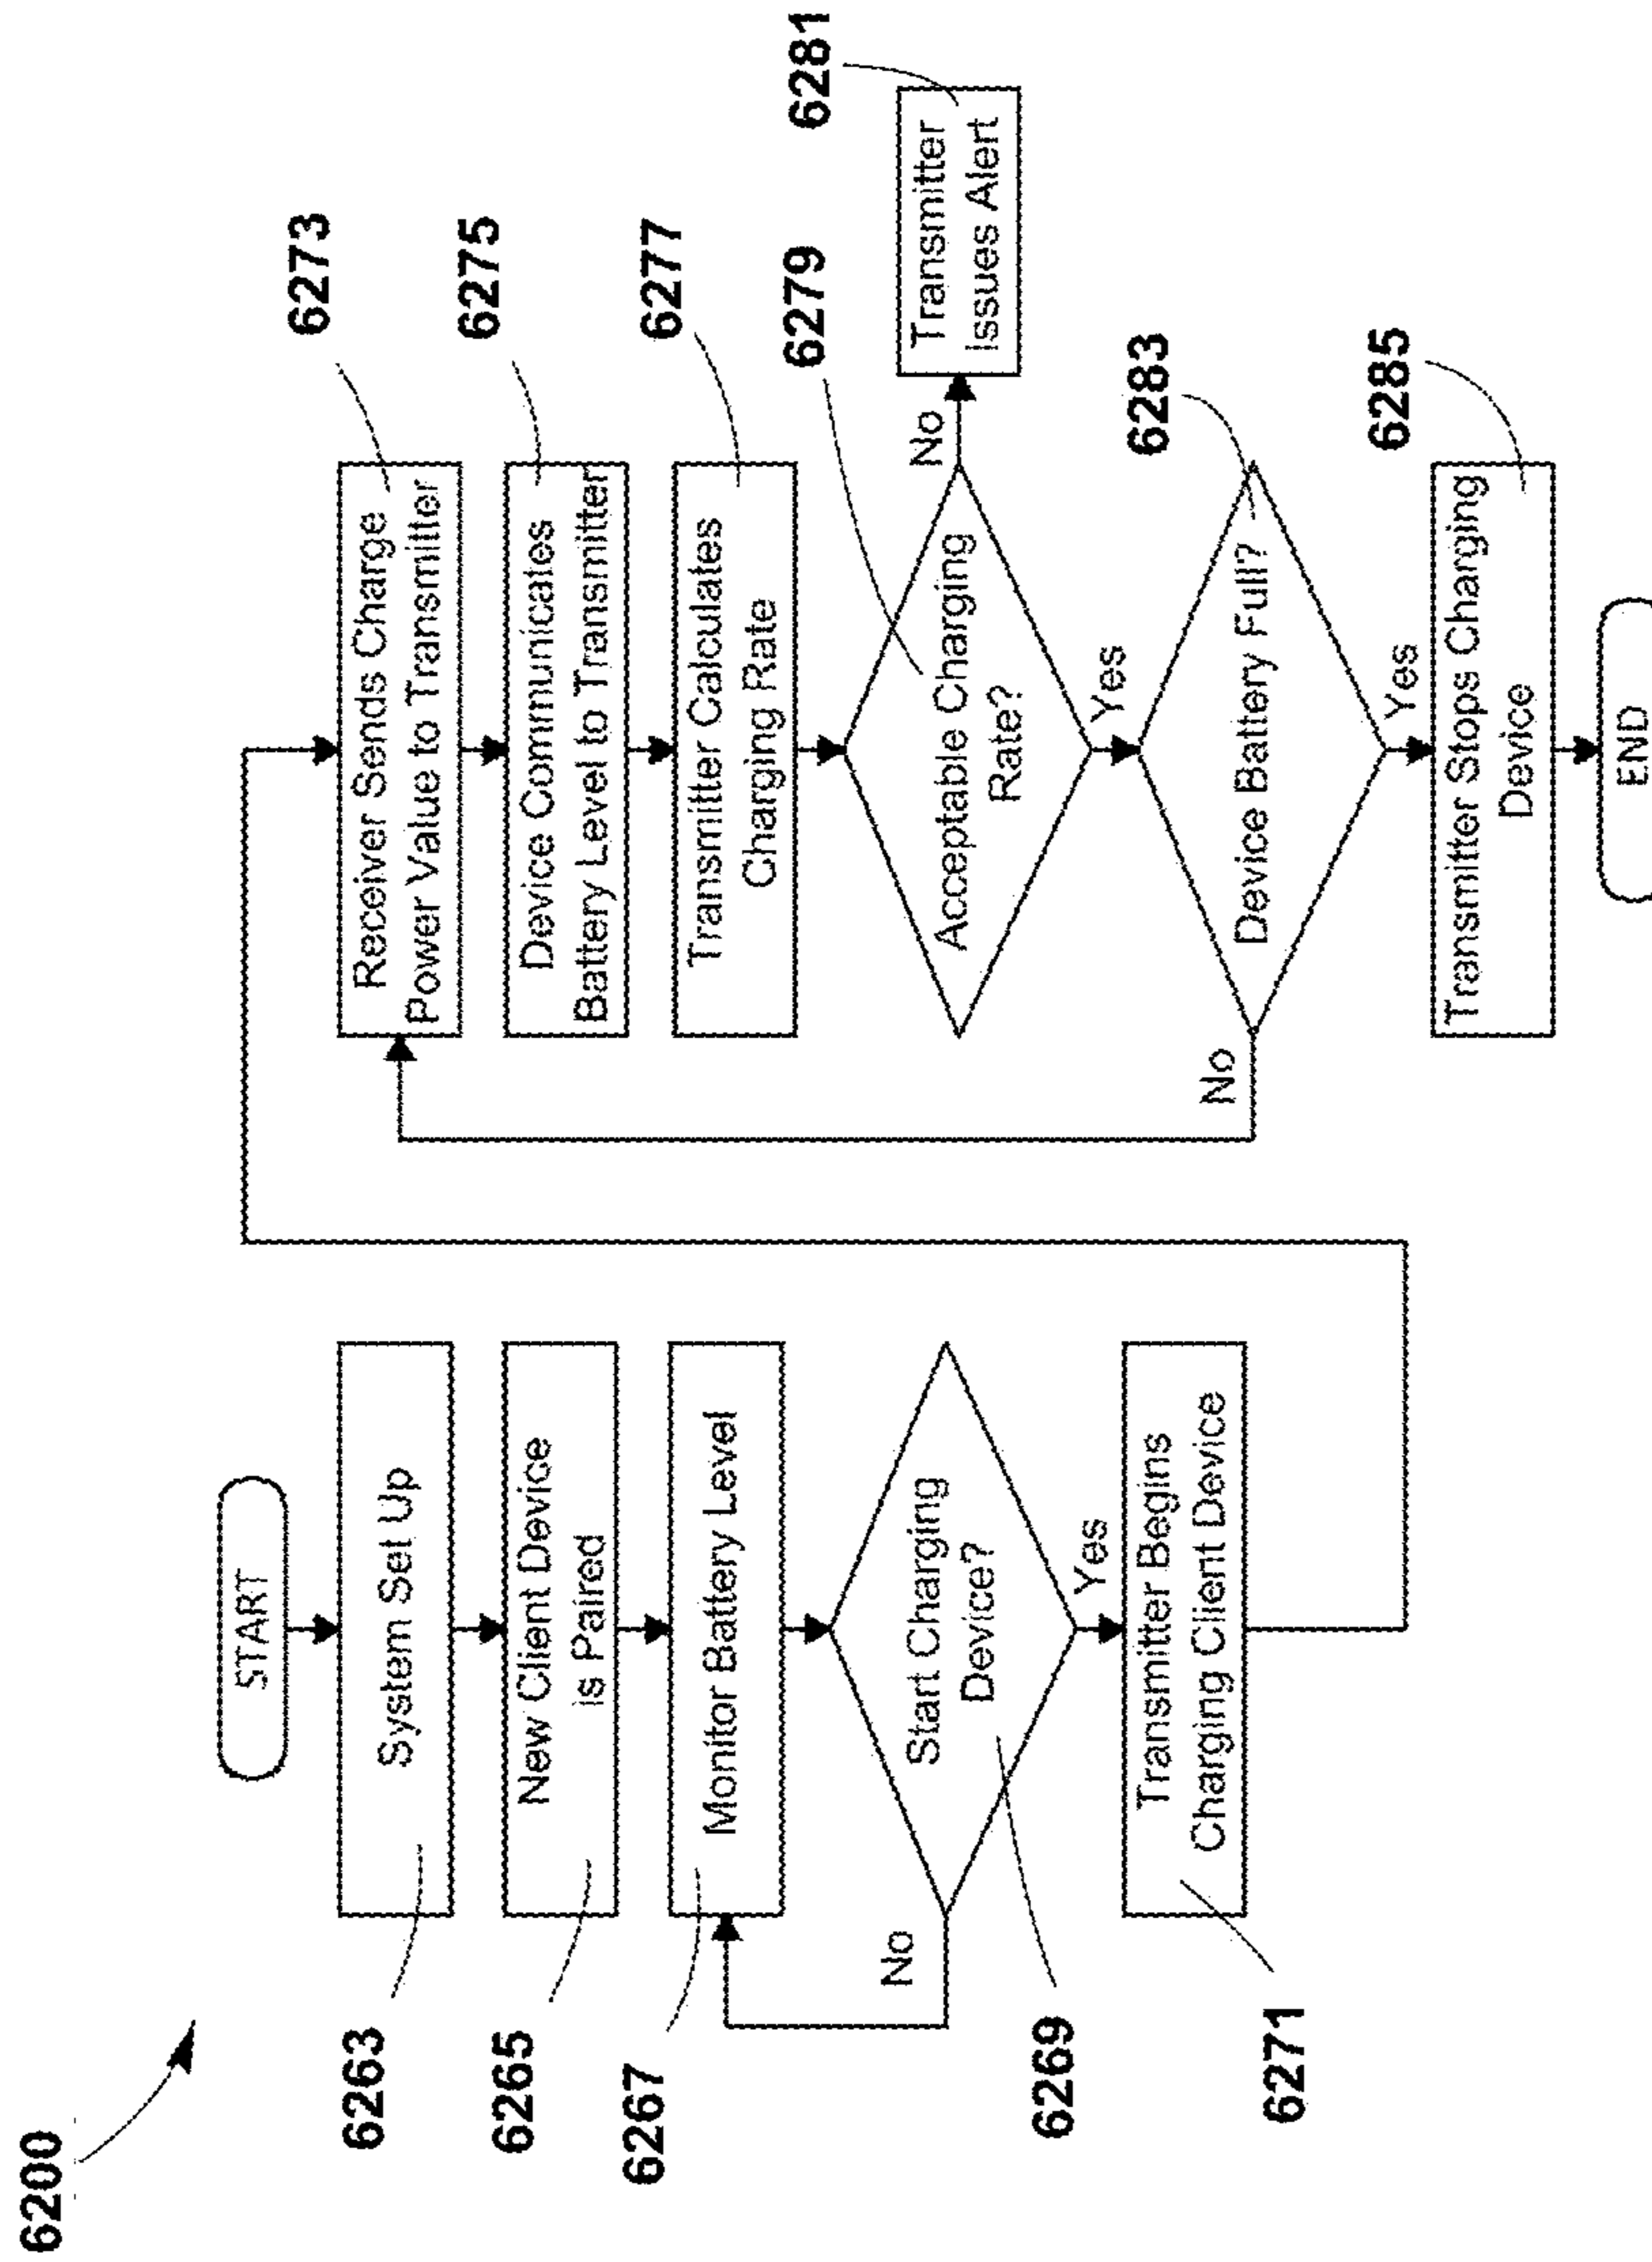 6200
START
System Set Up
6263
New Client Device
is Paired
6265
Monitor Battery Level
6267
Start Charging
Device?
6269
No
Yes
Transmitter Begins
Charging Client Device
6271
Receiver Sends Charge
Power Value to Transmitter
6273
Device Communicates
Battery Level to Transmitter
6275
Transmitter Calculates
Charging Rate
6277
Acceptable Charging
Rate?
6279
No
Transmitter
Issues Alert
6281
Yes
Device Battery Full?
6283
No
Yes
Transmitter Stops Charging
Device
6285
END